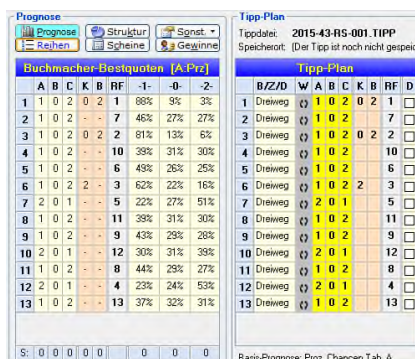 Prognose
Prognose Struktur Sonst.
Reihen Scheine Gewinne
Buchmacher-Bestquoten [A:Prz]
A B C K B RF -1- -0- -2-
1 1 0 2 0 2 1 88% 9% 3%
2 1 0 2 - - 7 46% 27% 27%
3 1 0 2 0 2 2 81% 13% 6%
4 1 0 2 - - 10 39% 31% 30%
5 1 0 2 - - 6 49% 26% 25%
6 1 0 2 2 - 3 62% 22% 16%
7 2 0 1 - - 5 22% 27% 51%
8 1 0 2 - - 11 39% 31% 30%
9 1 0 2 - - 9 43% 29% 28%
10 2 0 1 - - 12 30% 31% 39%
11 1 0 2 - - 8 44% 29% 27%
12 2 0 1 - - 4 23% 24% 53%
13 1 0 2 - - 13 37% 32% 31%
S: 0 0 0 0 0 0 0 0
Tipp-Plan
Tippdatei: 2015-43-RS-001.TIPP
Speicherort: (Der Tipp ist noch nicht gespei
Tipp-Plan
B/Z/D W A B C K B RF D
1 Dreiweg 1 0 2 0 2 1
2 Dreiweg 1 0 2 7
3 Dreiweg 1 0 2 0 2 2
4 Dreiweg 1 0 2 10
5 Dreiweg 1 0 2 6
6 Dreiweg 1 0 2 2 3
7 Dreiweg 2 0 1 5
8 Dreiweg 1 0 2 11
9 Dreiweg 1 0 2 9
10 Dreiweg 2 0 1 12
11 Dreiweg 1 0 2 8
12 Dreiweg 2 0 1 4
13 Dreiweg 1 0 2 13
Basis-Prognose: Proz. Chancen Tab. A